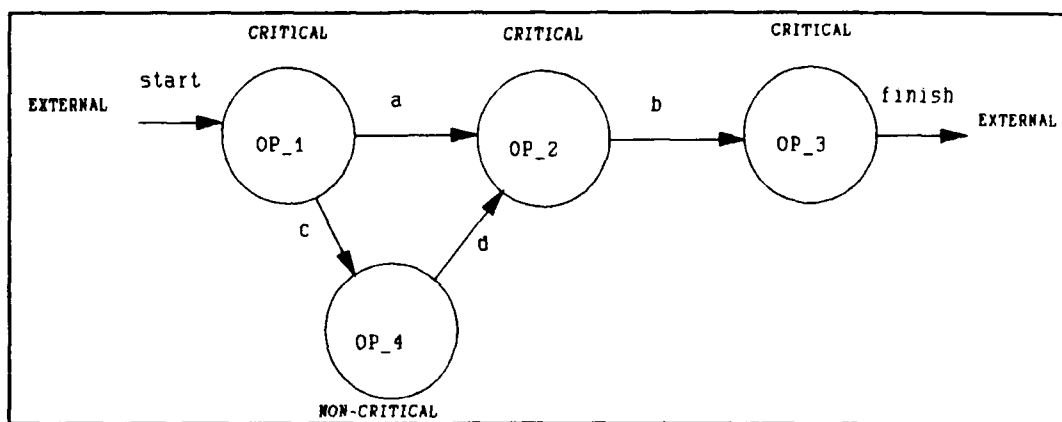 CRITICAL CRITICAL CRITICAL
start
EXTERNAL
a
b
finish
EXTERNAL
OP_1
OP_2
OP_3
c
d
OP_4
NON-CRITICAL